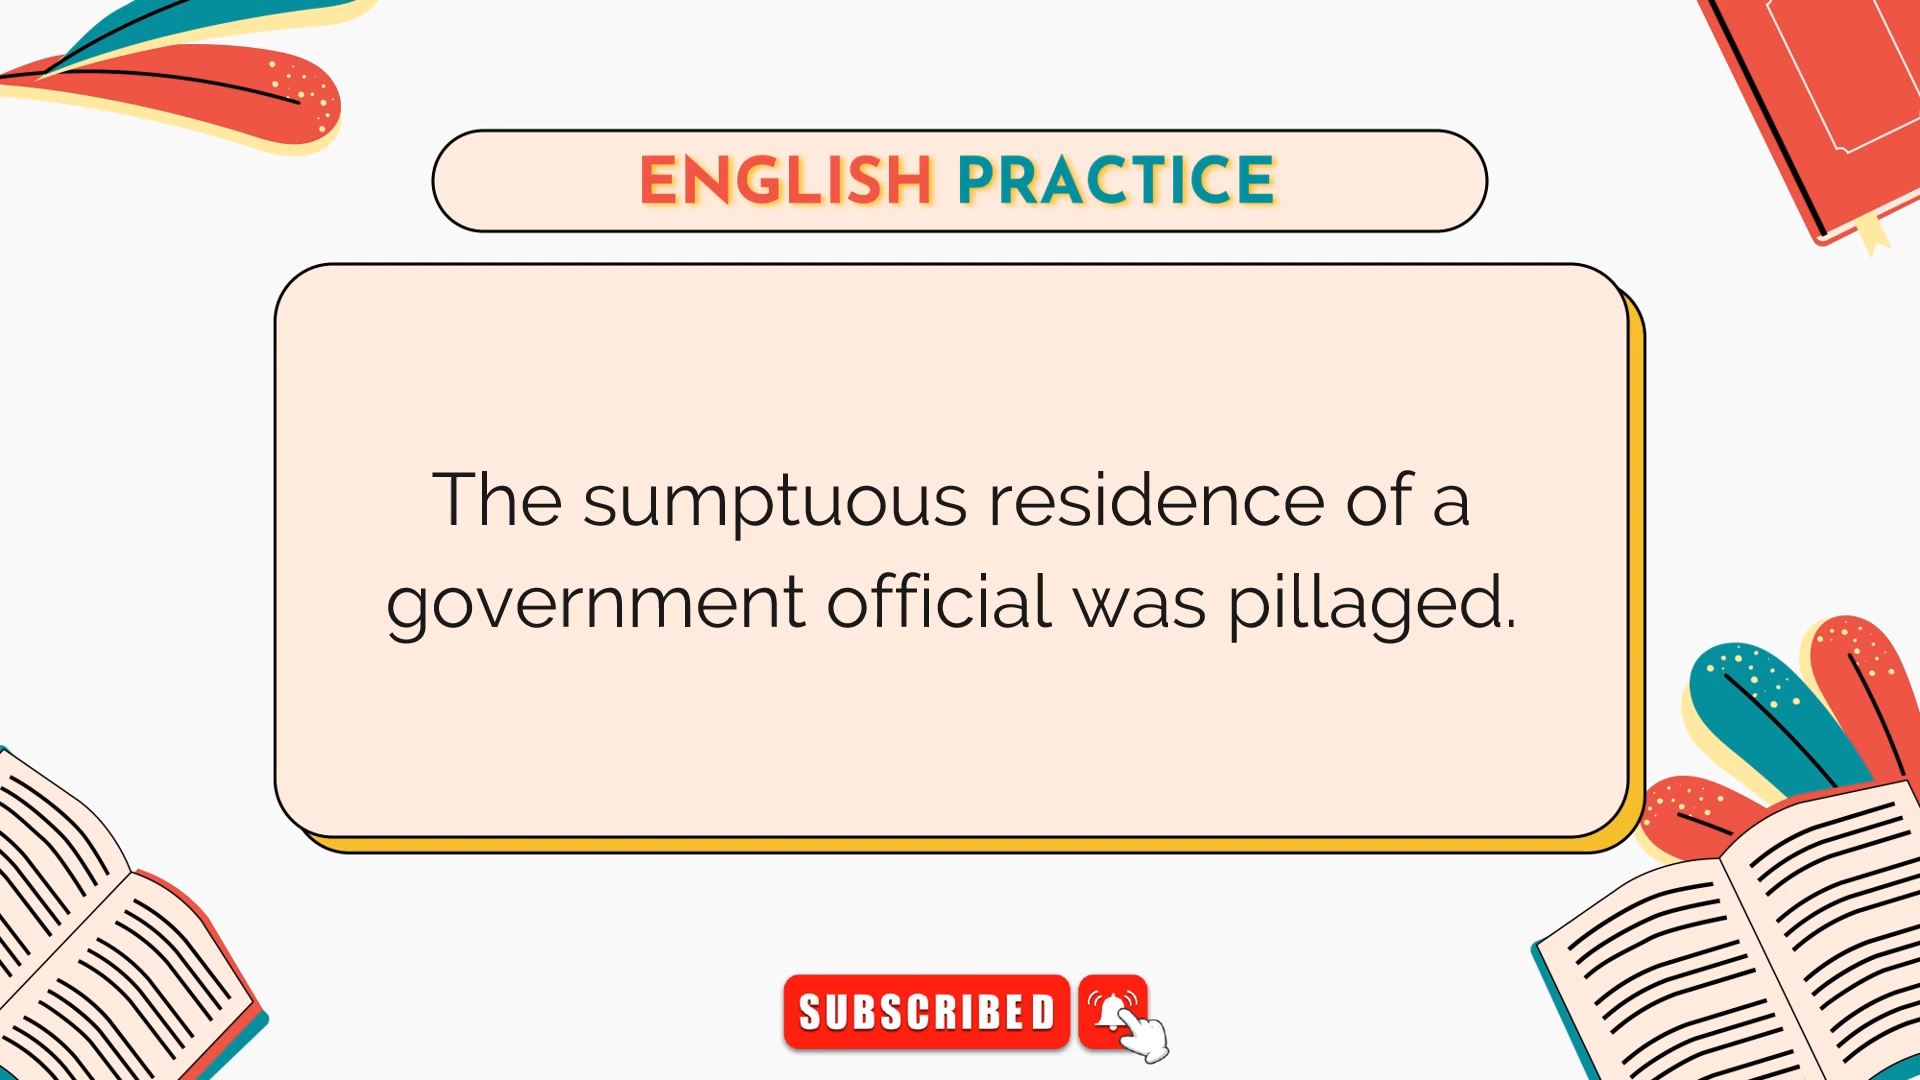 ENGLISH PRACTICE
The sumptuous residence of a
government official was pillaged.
SUBSCRIBED